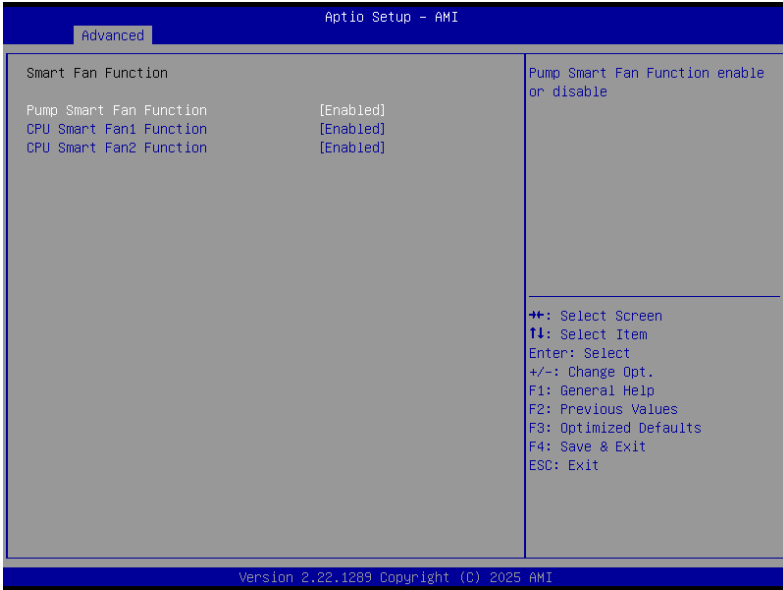 Aptio Setup - AMI
Advanced
Smart Fan Function
Pump Smart Fan Function [Enabled]
CPU Smart Fan1 Function [Enabled]
CPU Smart Fan2 Function [Enabled]
Pump Smart Fan Function enable
or disable
→←: Select Screen
↑↓: Select Item
Enter: Select
+/-: Change Opt.
F1: General Help
F2: Previous Values
F3: Optimized Defaults
F4: Save & Exit
ESC: Exit
Version 2.22.1289 Copyright (C) 2025 AMI